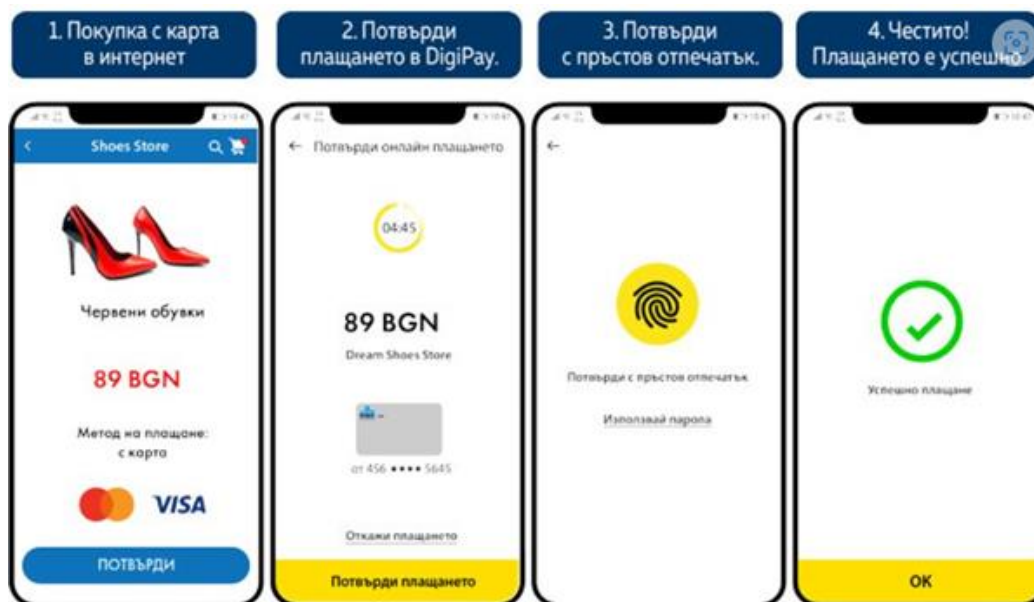 1. Покупка с карта
в интернет
2. Потвърди
плащането в DigiPay.
3. Потвърди
с пръстов отпечатък.
4. Честито!
Плащането е успешно.
Shoes Store
Червени обувки
89 BGN
Метод на плащане:
с карта
VISA
ПОТВЪРДИ
Потвърди онлайн плащането
04:45
89 BGN
Dream Shoes Store
от 456 •••• 5645
Откажи плащането
Потвърди плащането
Потвърди с пръстов отпечатък
Използвай парола
Успешно плащане
OK